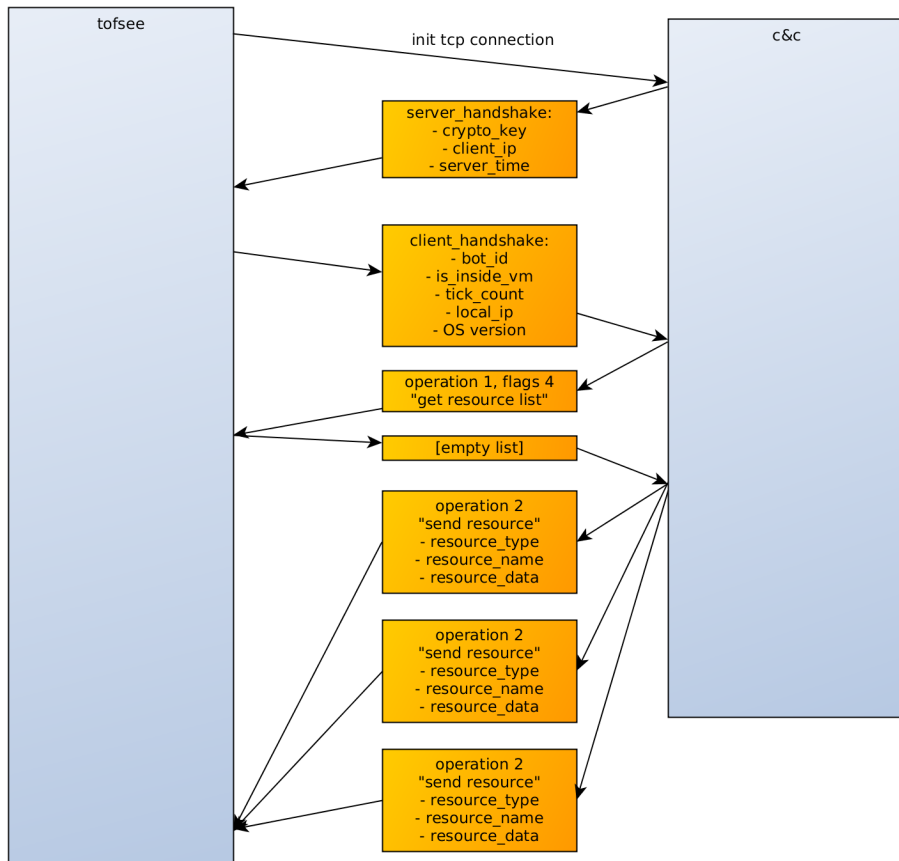 tofsee
c&c
init tcp connection
server_handshake:
- crypto_key
- client_ip
- server_time
client_handshake:
- bot_id
- is_inside_vm
- tick_count
- local_ip
- OS version
operation 1, flags 4
"get resource list"
[empty list]
operation 2
"send resource"
- resource_type
- resource_name
- resource_data
operation 2
"send resource"
- resource_type
- resource_name
- resource_data
operation 2
"send resource"
- resource_type
- resource_name
- resource_data